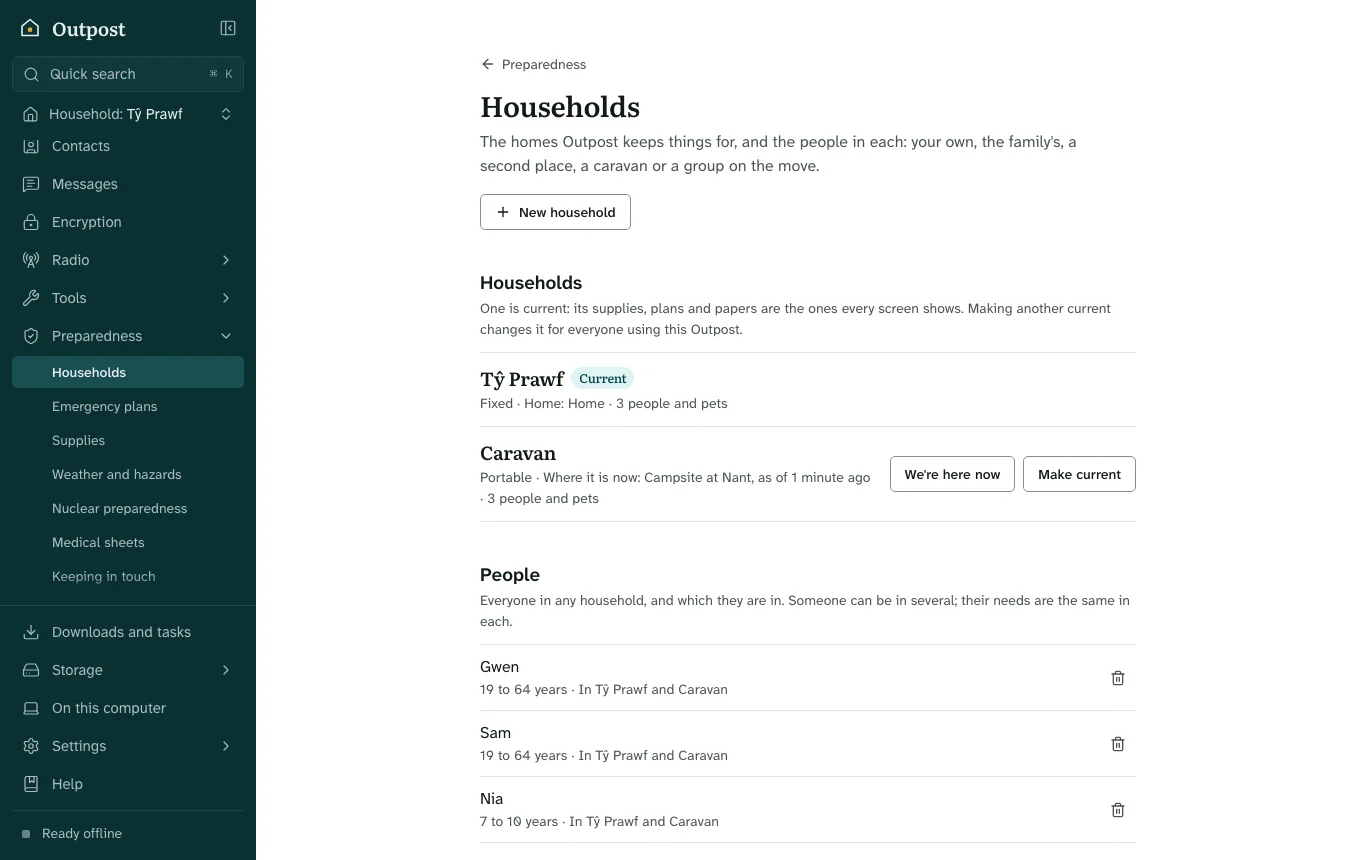 Outpost
Quick search ⌘ K
Household: Tŷ Prawf
Contacts
Messages
Encryption
Radio
Tools
Preparedness
Households
Emergency plans
Supplies
Weather and hazards
Nuclear preparedness
Medical sheets
Keeping in touch
Downloads and tasks
Storage
On this computer
Settings
Help
Ready offline
Preparedness
Households
The homes Outpost keeps things for, and the people in each: your own, the family's, a
second place, a caravan or a group on the move.
New household
Households
One is current: its supplies, plans and papers are the ones every screen shows. Making another current
changes it for everyone using this Outpost.
Tŷ Prawf Current
Fixed · Home: Home · 3 people and pets
Caravan
Portable · Where it is now: Campsite at Nant, as of 1 minute ago
· 3 people and pets
We're here now Make current
People
Everyone in any household, and which they are in. Someone can be in several; their needs are the same in
each.
Gwen
19 to 64 years · In Tŷ Prawf and Caravan
Sam
19 to 64 years · In Tŷ Prawf and Caravan
Nia
7 to 10 years · In Tŷ Prawf and Caravan